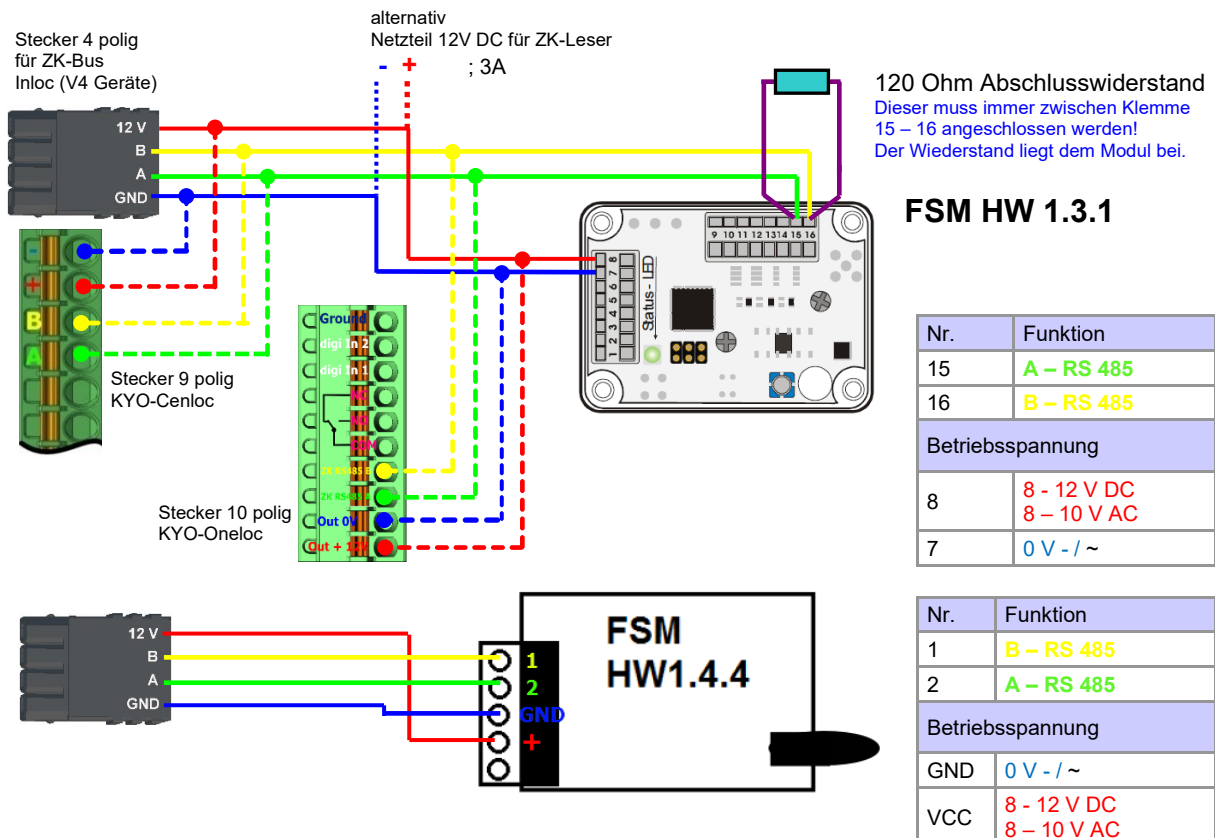 alternativ
Netzteil 12V DC für ZK-Leser
- +
; 3A
Stecker 4 polig
für ZK-Bus
Inloc (V4 Geräte)
12 V
B
A
GND
120 Ohm Abschlusswiderstand
Dieser muss immer zwischen Klemme
15 – 16 angeschlossen werden!
Der Wiederstand liegt dem Modul bei.
FSM HW 1.3.1
9 10 11 12 13 14 15 16
1 2 3 4 5 6 7 8
Status - LED
-
+
B
A
Stecker 9 polig
KYO-Cenloc
Ground
digi In 2
digi In 1
COM
ZK RS485 B
ZK RS485 A
Out 0V
Out + 12V
Stecker 10 polig
KYO-Oneloc
Nr. Funktion
15 A – RS 485
16 B – RS 485
Betriebsspannung
8 8 - 12 V DC
8 – 10 V AC
7 0 V - / ~
12 V
B
A
GND
1
2
GND
+
FSM
HW1.4.4
Nr. Funktion
1 B – RS 485
2 A – RS 485
Betriebsspannung
GND 0 V - / ~
VCC 8 - 12 V DC
8 – 10 V AC